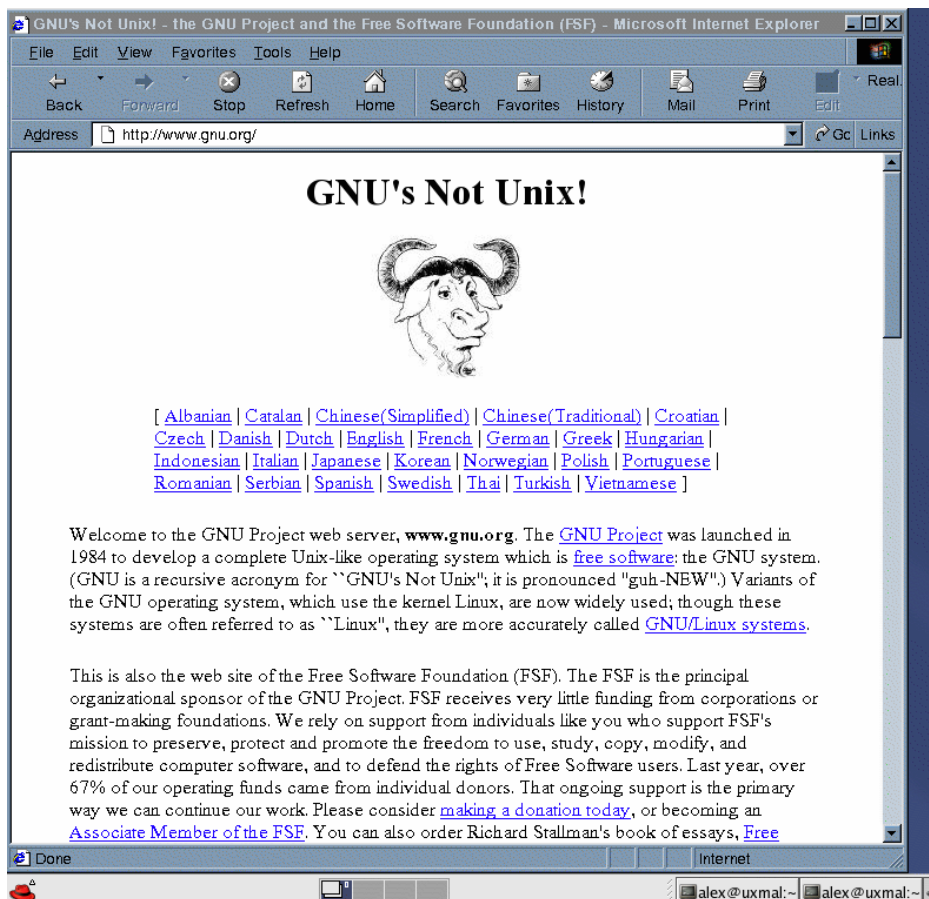 GNU's Not Unix! - the GNU Project and the Free Software Foundation (FSF) - Microsoft Internet Explorer
File Edit View Favorites Tools Help
Back Forward Stop Refresh Home Search Favorites History Mail Print Edit Real.
Address http://www.gnu.org/ Go Links
GNU's Not Unix!
[ Albanian | Catalan | Chinese(Simplified) | Chinese(Traditional) | Croatian |
Czech | Danish | Dutch | English | French | German | Greek | Hungarian |
Indonesian | Italian | Japanese | Korean | Norwegian | Polish | Portuguese |
Romanian | Serbian | Spanish | Swedish | Thai | Turkish | Vietnamese ]
Welcome to the GNU Project web server, www.gnu.org. The GNU Project was launched in
1984 to develop a complete Unix-like operating system which is free software: the GNU system.
(GNU is a recursive acronym for ``GNU's Not Unix''; it is pronounced "guh-NEW".) Variants of
the GNU operating system, which use the kernel Linux, are now widely used; though these
systems are often referred to as ``Linux'', they are more accurately called GNU/Linux systems.
This is also the web site of the Free Software Foundation (FSF). The FSF is the principal
organizational sponsor of the GNU Project. FSF receives very little funding from corporations or
grant-making foundations. We rely on support from individuals like you who support FSF's
mission to preserve, protect and promote the freedom to use, study, copy, modify, and
redistribute computer software, and to defend the rights of Free Software users. Last year, over
67% of our operating funds came from individual donors. That ongoing support is the primary
way we can continue our work. Please consider making a donation today, or becoming an
Associate Member of the FSF. You can also order Richard Stallman's book of essays, Free
Done Internet
alex@uxmal:~ alex@uxmal:~